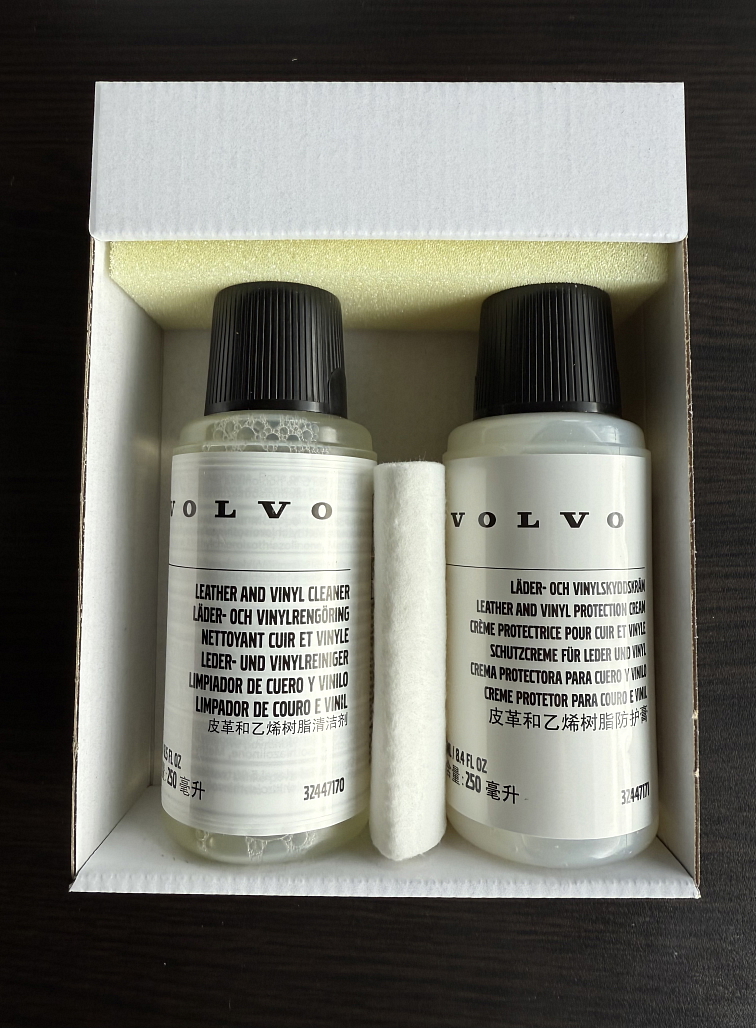 VOLVO
LEATHER AND VINYL CLEANER
LÄDER- OCH VINYLRENGÖRING
NETTOYANT CUIR ET VINYLE
LEDER- UND VINYLREINIGER
LIMPIADOR DE CUERO Y VINILO
LIMPADOR DE COURO E VINIL
皮革和乙烯树脂清洁剂
FL OZ
250 毫升
32447170
VOLVO
LÄDER- OCH VINYLSKYDDSKRÄM
LEATHER AND VINYL PROTECTION CREAM
CRÈME PROTECTRICE POUR CUIR ET VINYLE
SCHUTZCREME FÜR LEDER UND VINYL
CREMA PROTECTORA PARA CUERO Y VINILO
CREME PROTETOR PARA COURO E VINIL
皮革和乙烯树脂防护膏
/ 8.4 FL OZ
量: 250 毫升
32447171